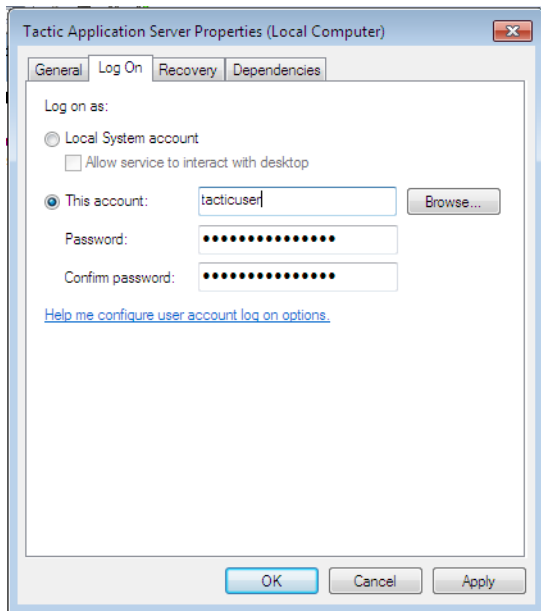 Tactic Application Server Properties (Local Computer)
General Log On Recovery Dependencies
Log on as:
Local System account
Allow service to interact with desktop
This account: tacticuser Browse...
Password: ●●●●●●●●●●●●●●●
Confirm password: ●●●●●●●●●●●●●●●
Help me configure user account log on options.
OK Cancel Apply